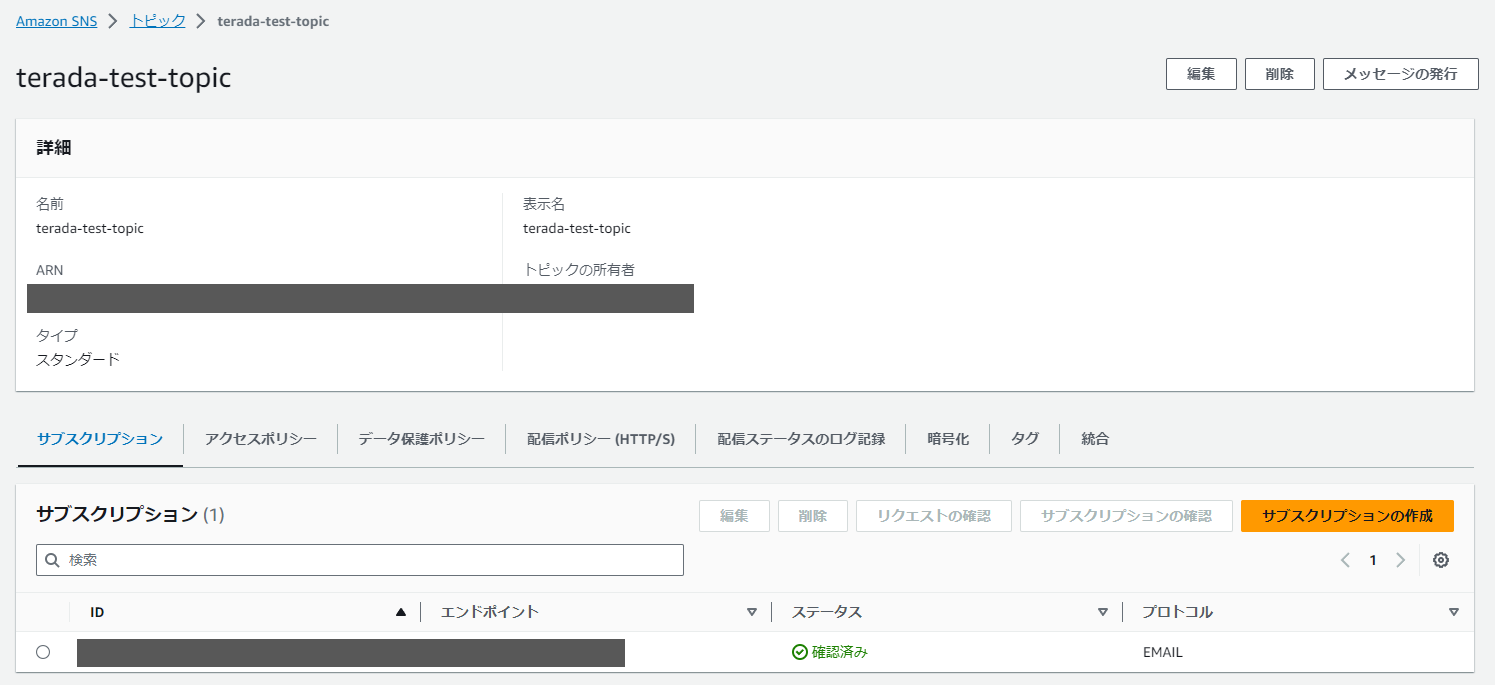 Amazon SNS > トピック > terada-test-topic
terada-test-topic
編集 削除 メッセージの発行
詳細
名前 表示名
terada-test-topic terada-test-topic
ARN トピックの所有者
タイプ
スタンダード
サブスクリプション アクセスポリシー データ保護ポリシー 配信ポリシー (HTTP/S) 配信ステータスのログ記録 暗号化 タグ 統合
サブスクリプション (1) 編集 削除 リクエストの確認 サブスクリプションの確認 サブスクリプションの作成
検索 1
ID エンドポイント ステータス プロトコル
確認済み EMAIL